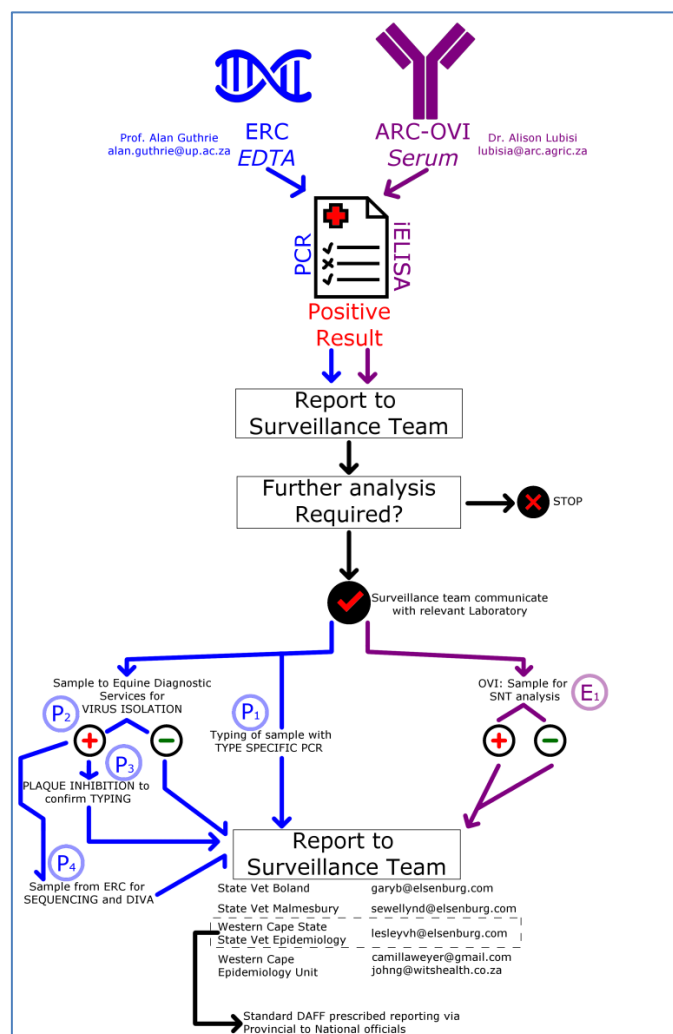 ERC
EDTA
Prof. Alan Guthrie
alan.guthrie@up.ac.za
ARC-OVI
Serum
Dr. Alison Lubisi
lubisia@arc.agric.za
PCR
iELISA
Positive
Result
Report to
Surveillance Team
Further analysis
Required?
STOP
Surveillance team communicate
with relevant Laboratory
Sample to Equine Diagnostic
Services for
VIRUS ISOLATION
P2
P3
PLAQUE INHIBITION to
confirm TYPING
P4
Sample from ERC for
SEQUENCING and DIVA
P1
Typing of sample with
TYPE SPECIFIC PCR
OVI: Sample for
SNT analysis
E1
Report to
Surveillance Team
State Vet Boland garyb@elsenburg.com
State Vet Malmesbury sewellynd@elsenburg.com
Western Cape State
State Vet Epidemiology lesleyvh@elsenburg.com
Western Cape camillaweyer@gmail.com
Epidemiology Unit johng@witshealth.co.za
Standard DAFF prescribed reporting via
Provincial to National officials